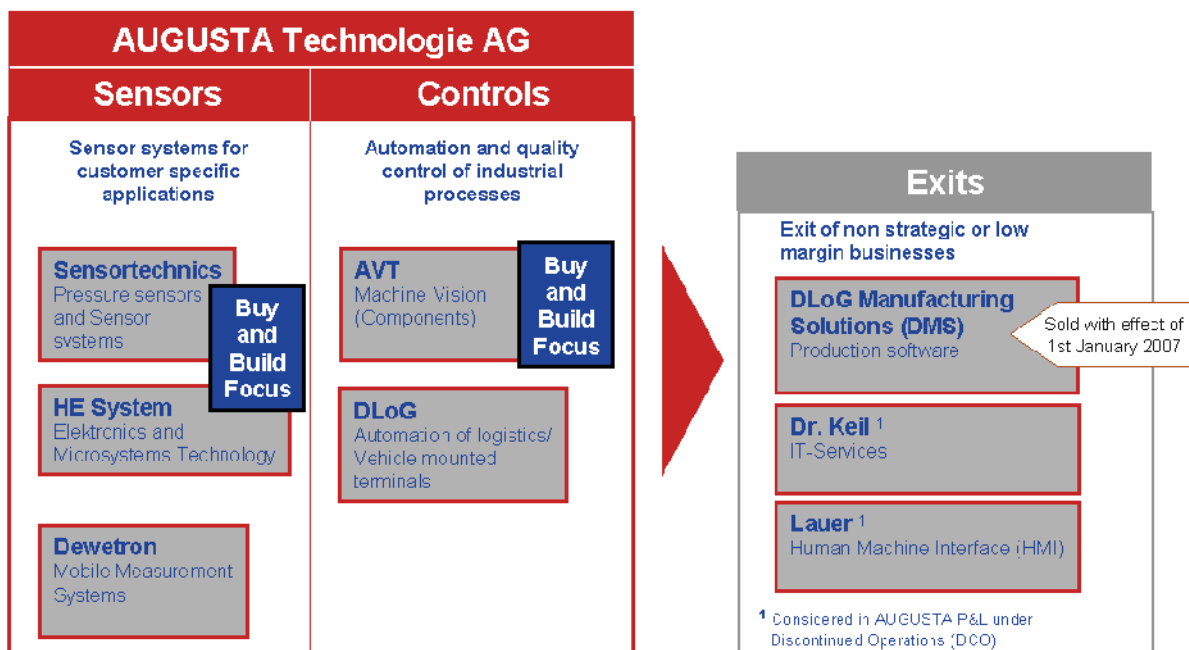 AUGUSTA Technologie AG
Sensors
Controls
Sensor systems for
customer specific
applications
Automation and quality
control of industrial
processes
Sensortechnics
Pressure sensors
and Sensor
systems
Buy
and
Build
Focus
HE System
Elektrcnics and
Microsystems Technology
Dewetron
Mobile Measurement
Systems
AVT
Machine Vision
(Components)
Buy
and
Build
Focus
DLoG
Automation of logistics/
Vehicle mounted
terminals
Exits
Exit of non strategic or low
margin businesses
DLoG Manufacturing
Solutions (DMS)
Production software
Sold with effect of
1st January 2007
Dr. Keil 1
IT-Services
Lauer 1
Human Machine Interface (HMI)
1 Considered in AUGUSTA P&L under
Discontinued Operations (DCO)